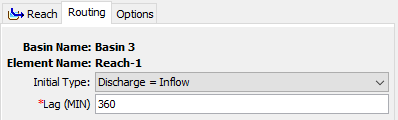 Reach Routing Options
Basin Name: Basin 3
Element Name: Reach-1
Initial Type: Discharge = Inflow
*Lag (MIN) 360